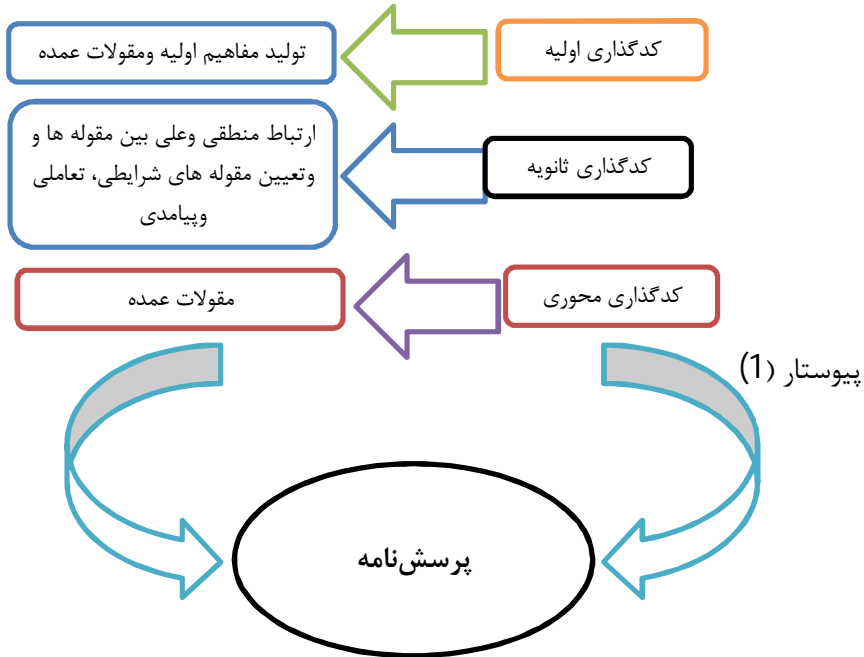 کدگذاری اولیه
تولید مفاهیم اولیه ومقولات عمده
کدگذاری ثانویه
ارتباط منطقی وعلی بین مقوله ها و
وتعیین مقوله های شرایطی، تعاملی
وپیامدی
کدگذاری محوری
مقولات عمده
پیوستار (1)
پرسش‌نامه